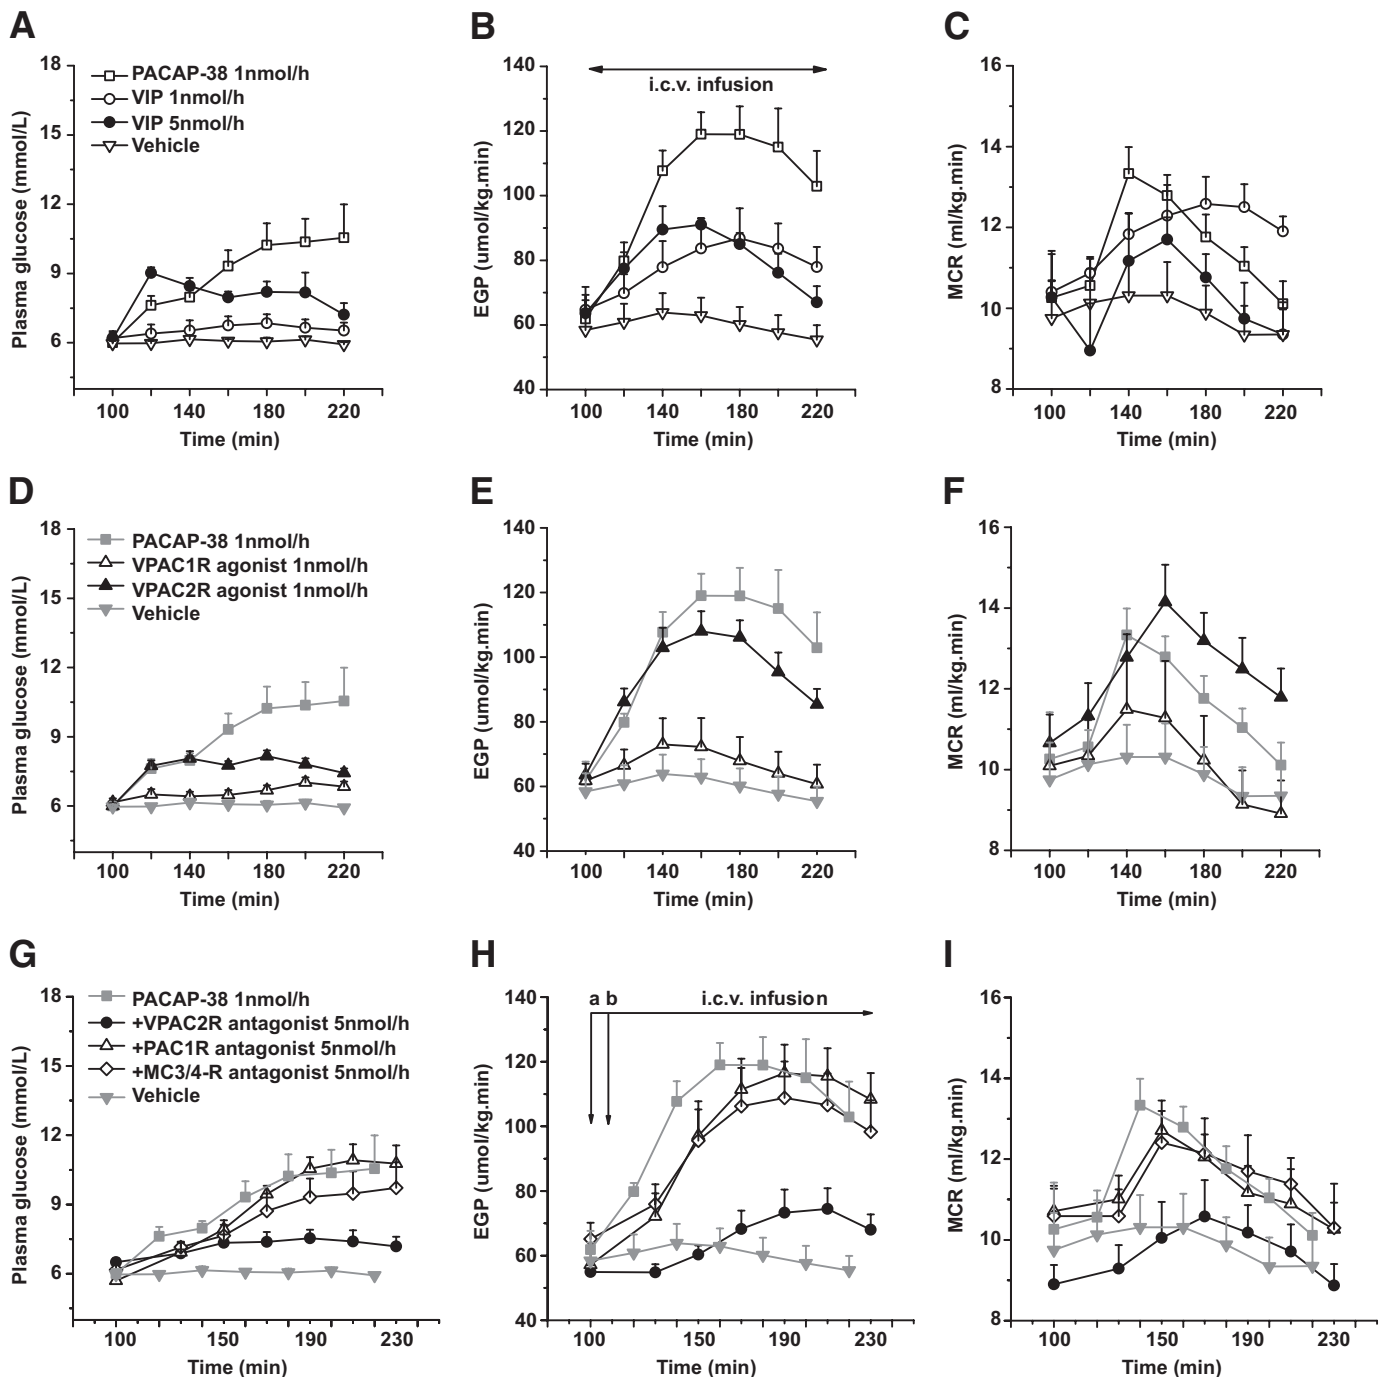 A
B
C
18
15
12
9
6
Plasma glucose (mmol/L)
PACAP-38 1nmol/h
VIP 1nmol/h
VIP 5nmol/h
Vehicle
100 140 180 220
Time (min)
140
120
100
80
60
40
EGP (umol/kg.min)
i.c.v. infusion
100 140 180 220
Time (min)
16
14
12
10
8
MCR (ml/kg.min)
100 140 180 220
Time (min)
D
E
F
18
15
12
9
6
Plasma glucose (mmol/L)
PACAP-38 1nmol/h
VPAC1R agonist 1nmol/h
VPAC2R agonist 1nmol/h
Vehicle
100 140 180 220
Time (min)
140
120
100
80
60
40
EGP (umol/kg.min)
100 140 180 220
Time (min)
16
14
12
10
8
MCR (ml/kg.min)
100 140 180 220
Time (min)
G
H
I
18
15
12
9
6
Plasma glucose (mmol/L)
PACAP-38 1nmol/h
+VPAC2R antagonist 5nmol/h
+PAC1R antagonist 5nmol/h
+MC3/4-R antagonist 5nmol/h
Vehicle
100 150 190 230
Time (min)
140
120
100
80
60
40
EGP (umol/kg.min)
a b i.c.v. infusion
100 150 190 230
Time (min)
16
14
12
10
8
MCR (ml/kg.min)
100 150 190 230
Time (min)